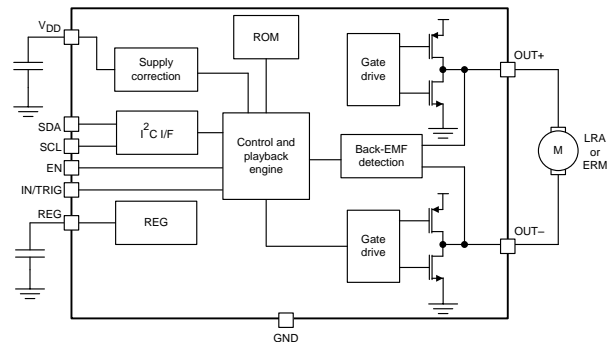 VDD
Supply
correction
ROM
Gate
drive
OUT+
SDA
SCL
I2C I/F
EN
IN/TRIG
Control and
playback
engine
Back-EMF
detection
M
LRA
or
ERM
REG
REG
Gate
drive
OUT–
GND